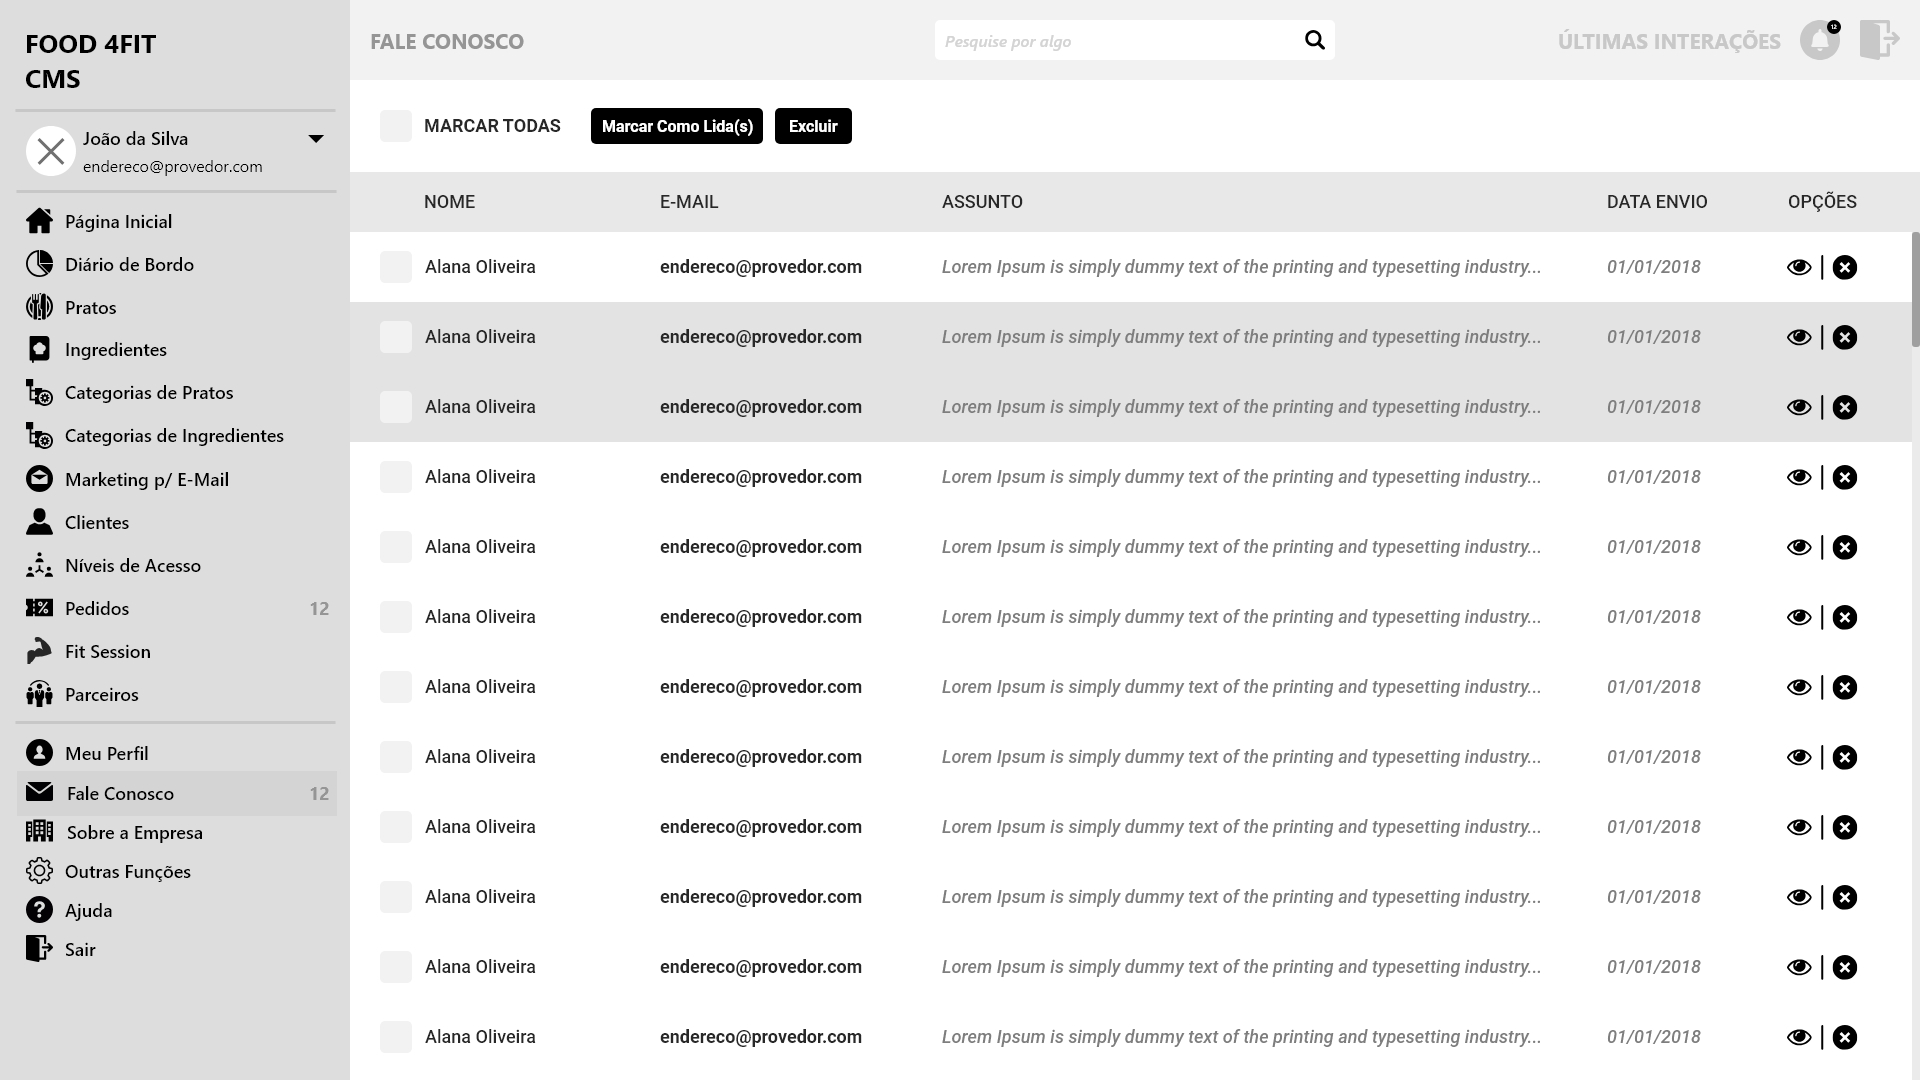 FOOD 4FIT
CMS
João da Silva
endereco@provedor.com
Página Inicial
Diário de Bordo
Pratos
Ingredientes
Categorias de Pratos
Categorias de Ingredientes
Marketing p/ E-Mail
Clientes
Níveis de Acesso
Pedidos 12
Fit Session
Parceiros
Meu Perfil
Fale Conosco 12
Sobre a Empresa
Outras Funções
Ajuda
Sair
FALE CONOSCO
Pesquise por algo
ÚLTIMAS INTERAÇÕES 12
MARCAR TODAS Marcar Como Lida(s) Excluir
NOME E-MAIL ASSUNTO DATA ENVIO OPÇÕES
Alana Oliveira endereco@provedor.com Lorem Ipsum is simply dummy text of the printing and typesetting industry... 01/01/2018 |
Alana Oliveira endereco@provedor.com Lorem Ipsum is simply dummy text of the printing and typesetting industry... 01/01/2018 |
Alana Oliveira endereco@provedor.com Lorem Ipsum is simply dummy text of the printing and typesetting industry... 01/01/2018 |
Alana Oliveira endereco@provedor.com Lorem Ipsum is simply dummy text of the printing and typesetting industry... 01/01/2018 |
Alana Oliveira endereco@provedor.com Lorem Ipsum is simply dummy text of the printing and typesetting industry... 01/01/2018 |
Alana Oliveira endereco@provedor.com Lorem Ipsum is simply dummy text of the printing and typesetting industry... 01/01/2018 |
Alana Oliveira endereco@provedor.com Lorem Ipsum is simply dummy text of the printing and typesetting industry... 01/01/2018 |
Alana Oliveira endereco@provedor.com Lorem Ipsum is simply dummy text of the printing and typesetting industry... 01/01/2018 |
Alana Oliveira endereco@provedor.com Lorem Ipsum is simply dummy text of the printing and typesetting industry... 01/01/2018 |
Alana Oliveira endereco@provedor.com Lorem Ipsum is simply dummy text of the printing and typesetting industry... 01/01/2018 |
Alana Oliveira endereco@provedor.com Lorem Ipsum is simply dummy text of the printing and typesetting industry... 01/01/2018 |
Alana Oliveira endereco@provedor.com Lorem Ipsum is simply dummy text of the printing and typesetting industry... 01/01/2018 |